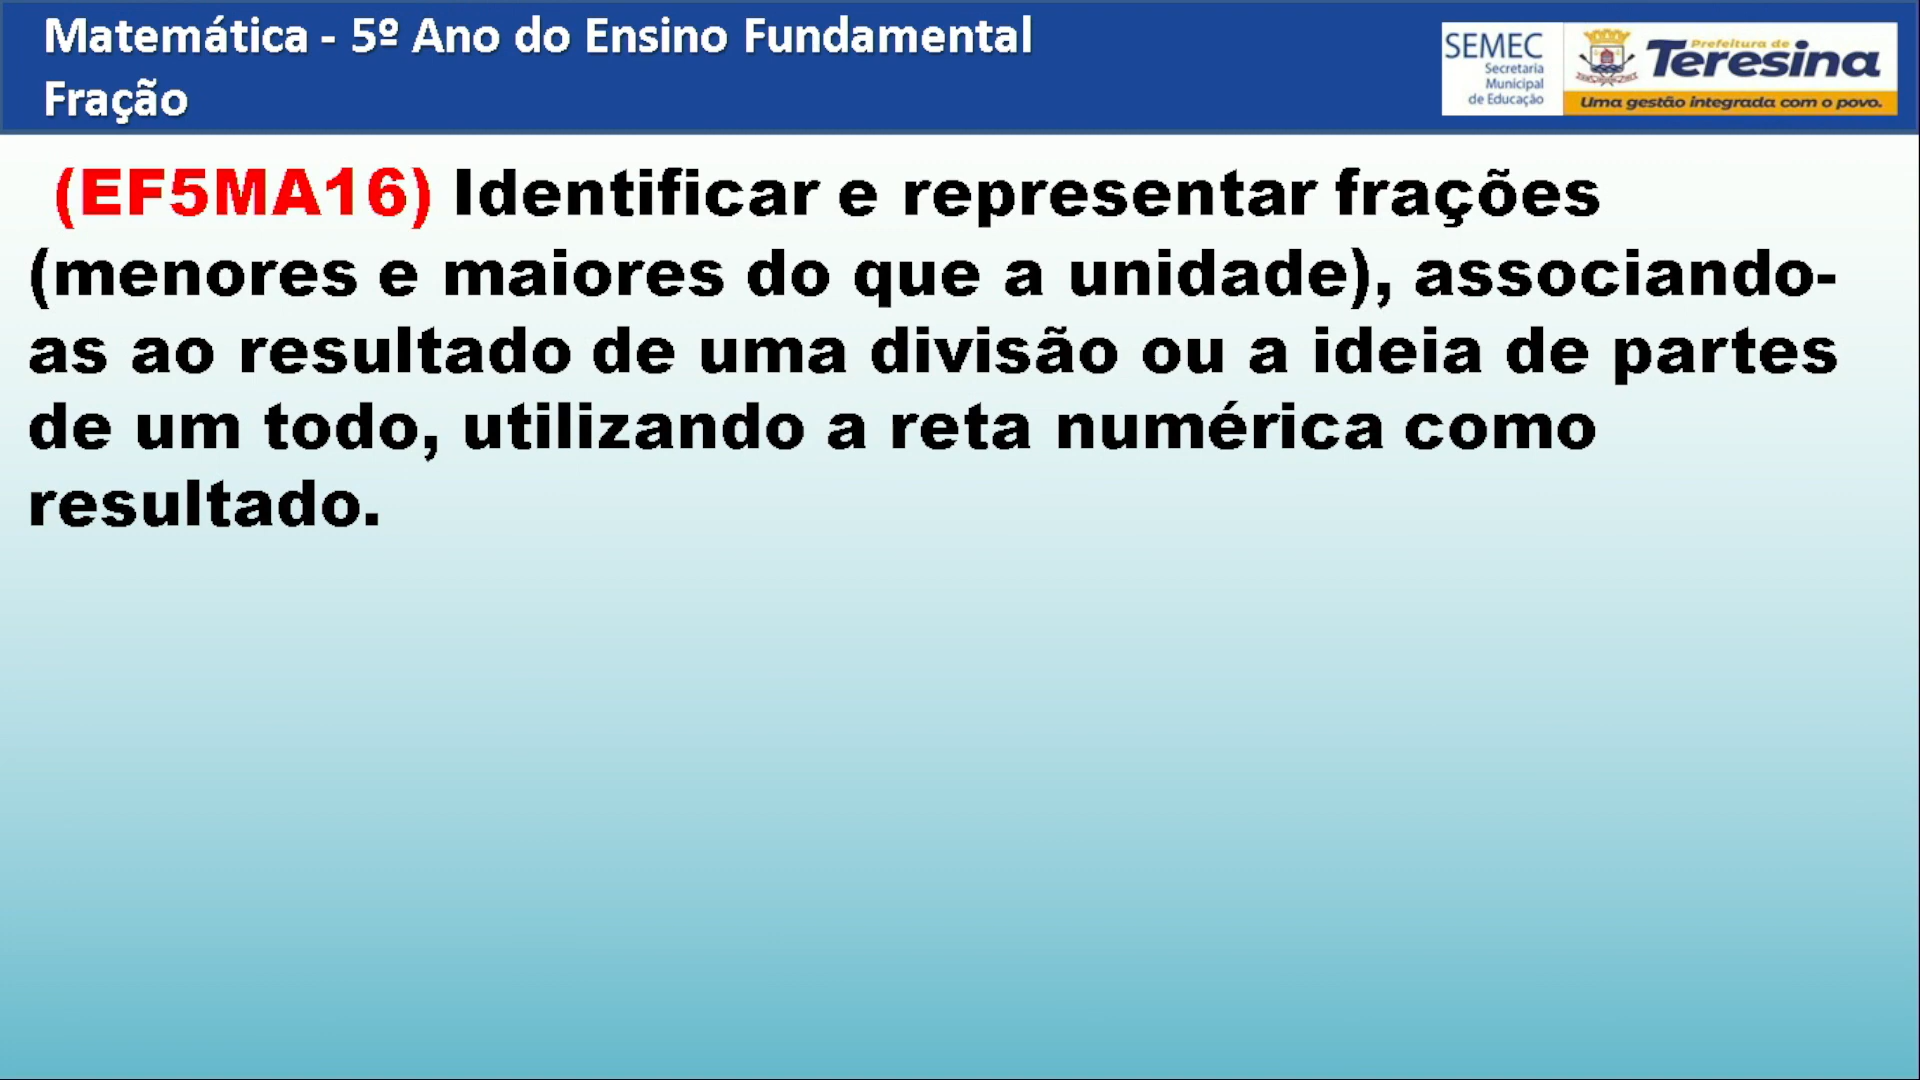 Matemática - 5º Ano do Ensino Fundamental
Fração
SEMEC
Secretaria
Municipal
de Educação
Prefeitura de
Teresina
Uma gestão integrada com o povo.
(EF5MA16) Identificar e representar frações
(menores e maiores do que a unidade), associando-
as ao resultado de uma divisão ou a ideia de partes
de um todo, utilizando a reta numérica como
resultado.